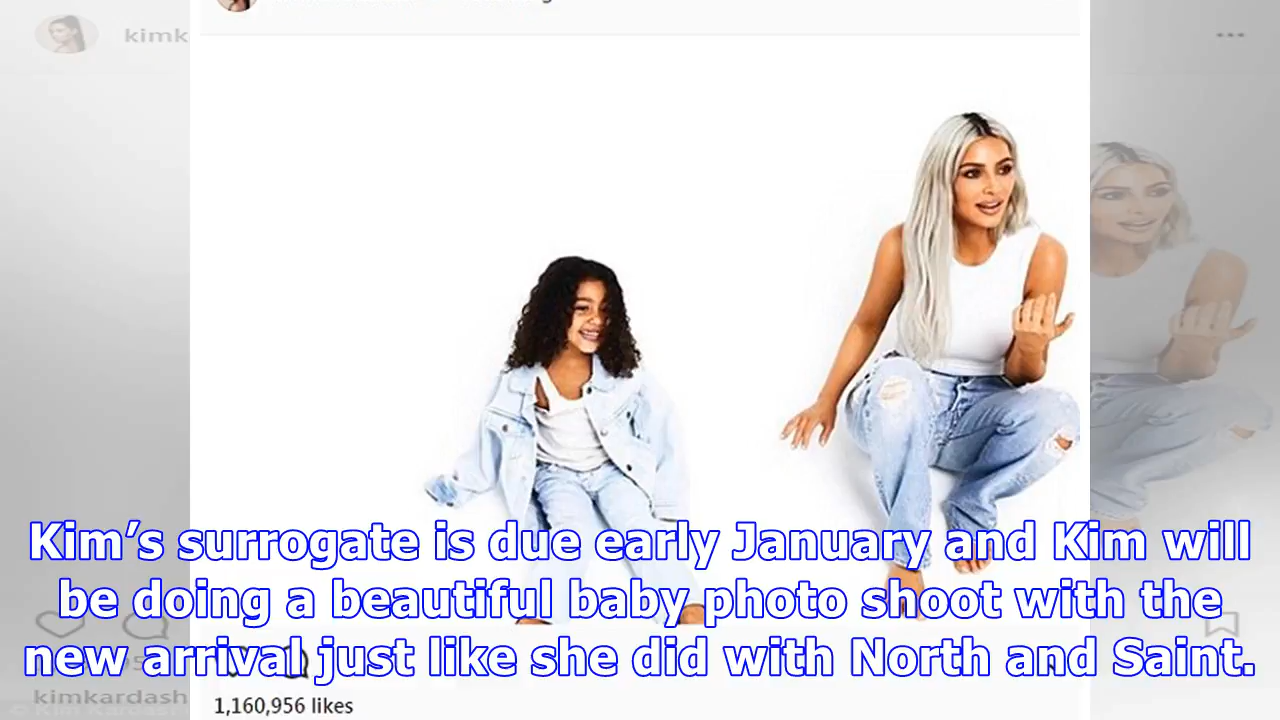 kimk
Kim’s surrogate is due early January and Kim will
be doing a beautiful baby photo shoot with the
new arrival just like she did with North and Saint.
1,160,956 likes
kimkardash